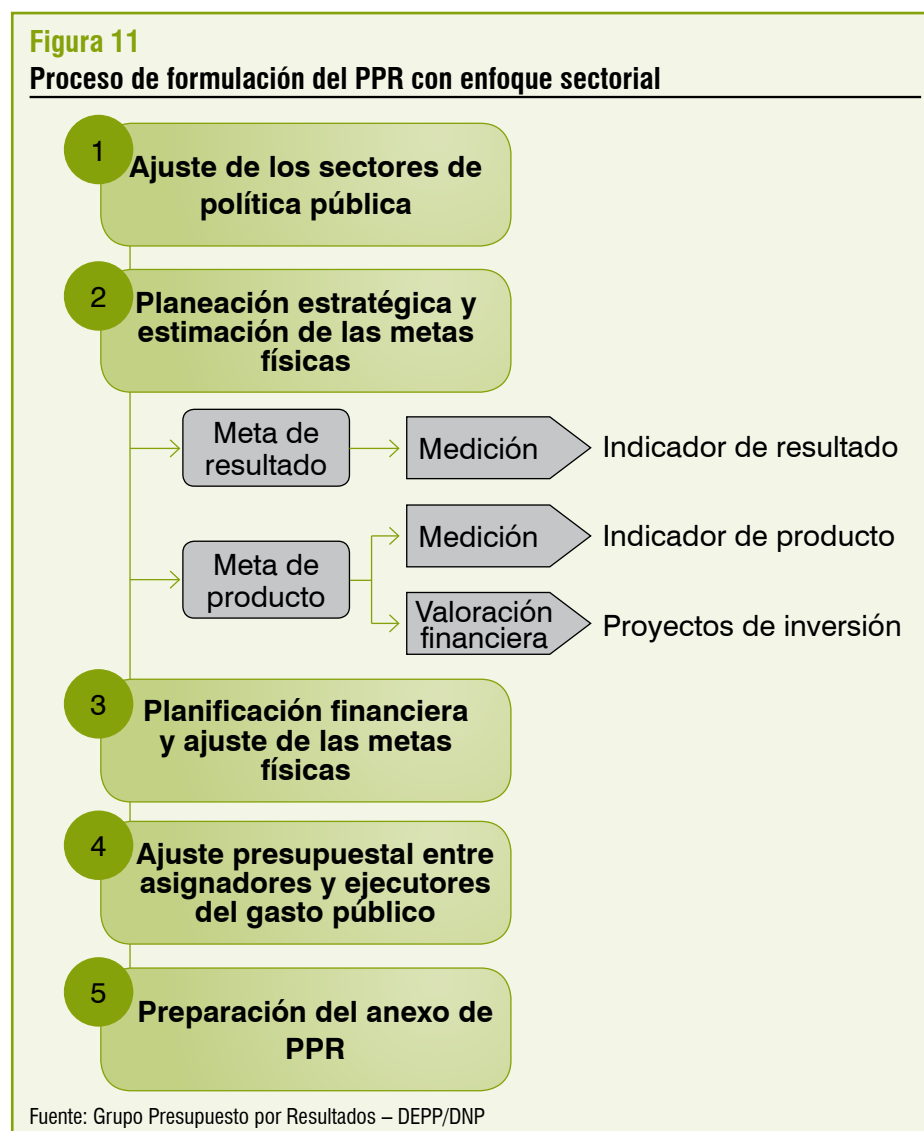 Figura 11
Proceso de formulación del PPR con enfoque sectorial
1
Ajuste de los sectores de
política pública
2
Planeación estratégica y
estimación de las metas
físicas
Meta de
resultado
Medición
Indicador de resultado
Meta de
producto
Medición
Indicador de producto
Valoración
financiera
Proyectos de inversión
3
Planificación financiera
y ajuste de las metas
físicas
4
Ajuste presupuestal entre
asignadores y ejecutores
del gasto público
5
Preparación del anexo de
PPR
Fuente: Grupo Presupuesto por Resultados – DEPP/DNP